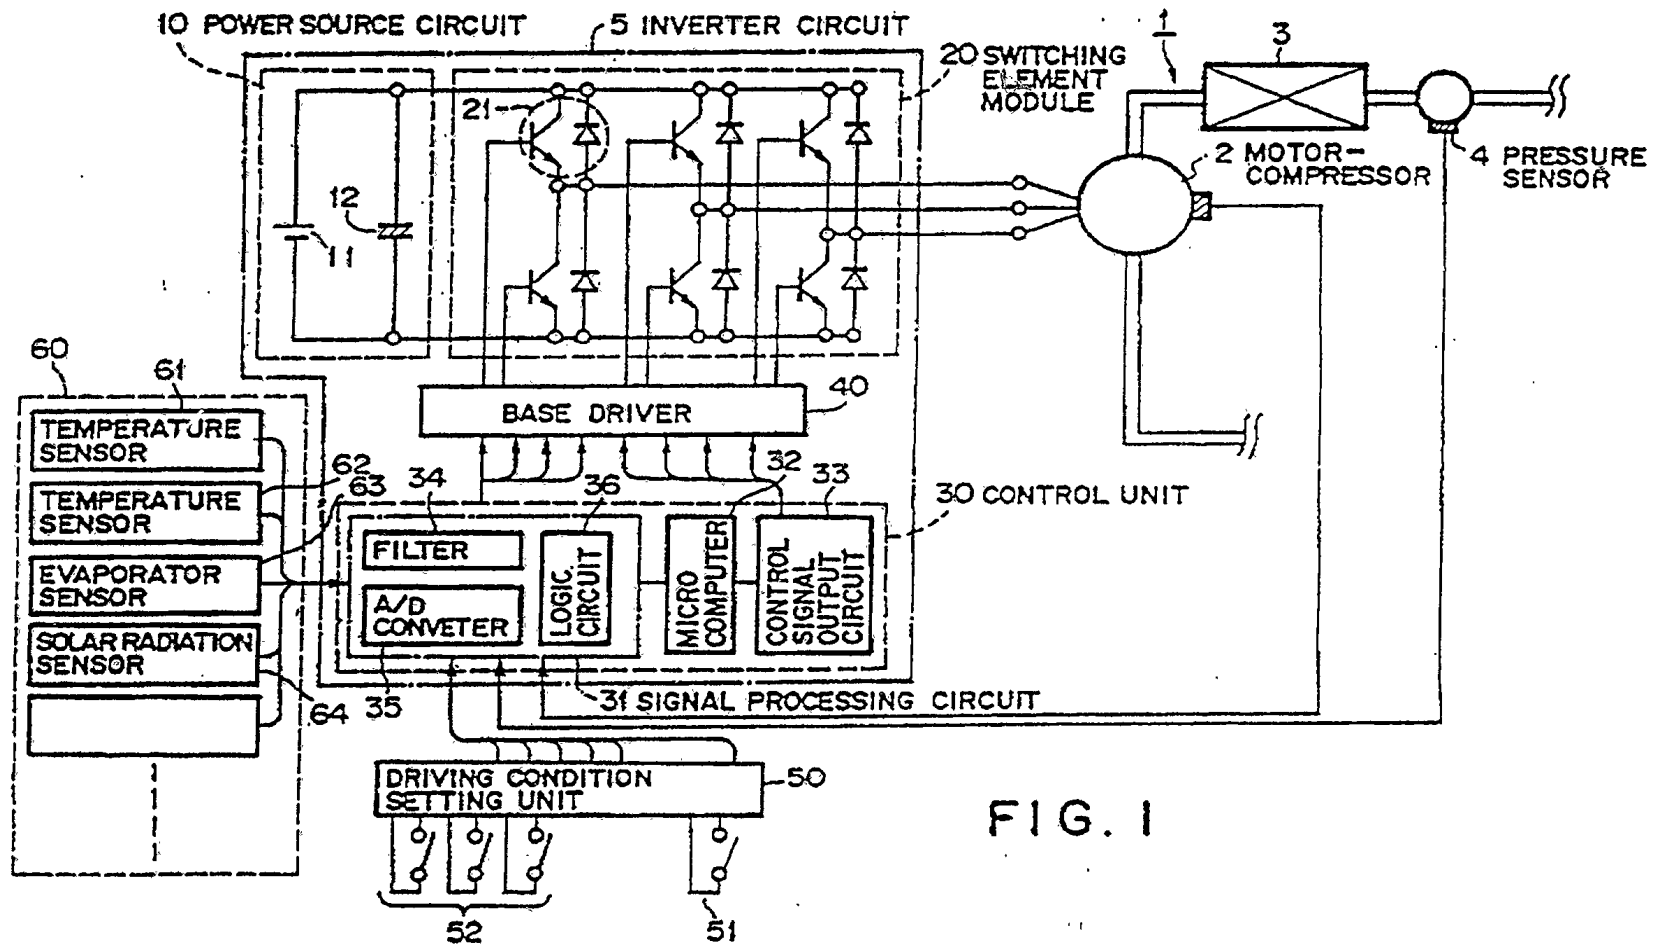 10 POWER SOURCE CIRCUIT
5 INVERTER CIRCUIT
1
3
20 SWITCHING
ELEMENT
MODULE
21
2 MOTOR-
COMPRESSOR
4 PRESSURE
SENSOR
12
11
60
61
40
BASE DRIVER
TEMPERATURE
SENSOR
62
63
34
36
32
33
30 CONTROL UNIT
TEMPERATURE
SENSOR
FILTER
LOGIC
CIRCUIT
MICRO
COMPUTER
CONTROL
SIGNAL
OUTPUT
CIRCUIT
EVAPORATOR
SENSOR
A/D
CONVETER
SOLAR RADIATION
SENSOR
64
35
31 SIGNAL PROCESSING CIRCUIT
DRIVING CONDITION
SETTING UNIT
50
FIG. 1
52
51